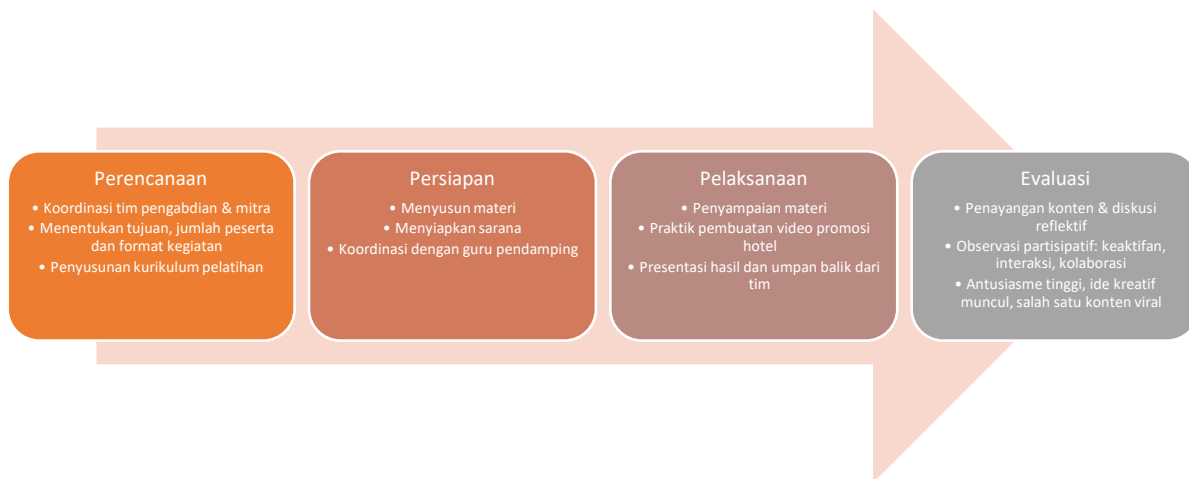 Perencanaan
• Koordinasi tim pengabdian & mitra
• Menentukan tujuan, jumlah peserta
dan format kegiatan
• Penyusunan kurikulum pelatihan
Persiapan
• Menyusun materi
• Menyiapkan sarana
• Koordinasi dengan guru pendamping
Pelaksanaan
• Penyampaian materi
• Praktik pembuatan video promosi
hotel
• Presentasi hasil dan umpan balik dari
tim
Evaluasi
• Penayangan konten & diskusi
reflektif
• Observasi partisipatif: keaktifan,
interaksi, kolaborasi
• Antusiasme tinggi, ide kreatif
muncul, salah satu konten viral